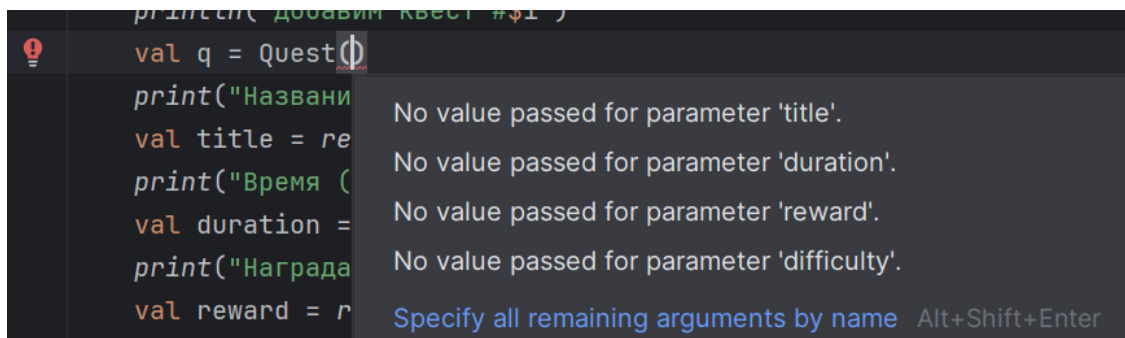 println("Добавим квест #$i")
val q = Quest()
print("Названи
val title = re
print("Время (
val duration =
print("Награда
val reward = r
No value passed for parameter 'title'.
No value passed for parameter 'duration'.
No value passed for parameter 'reward'.
No value passed for parameter 'difficulty'.
Specify all remaining arguments by name Alt+Shift+Enter